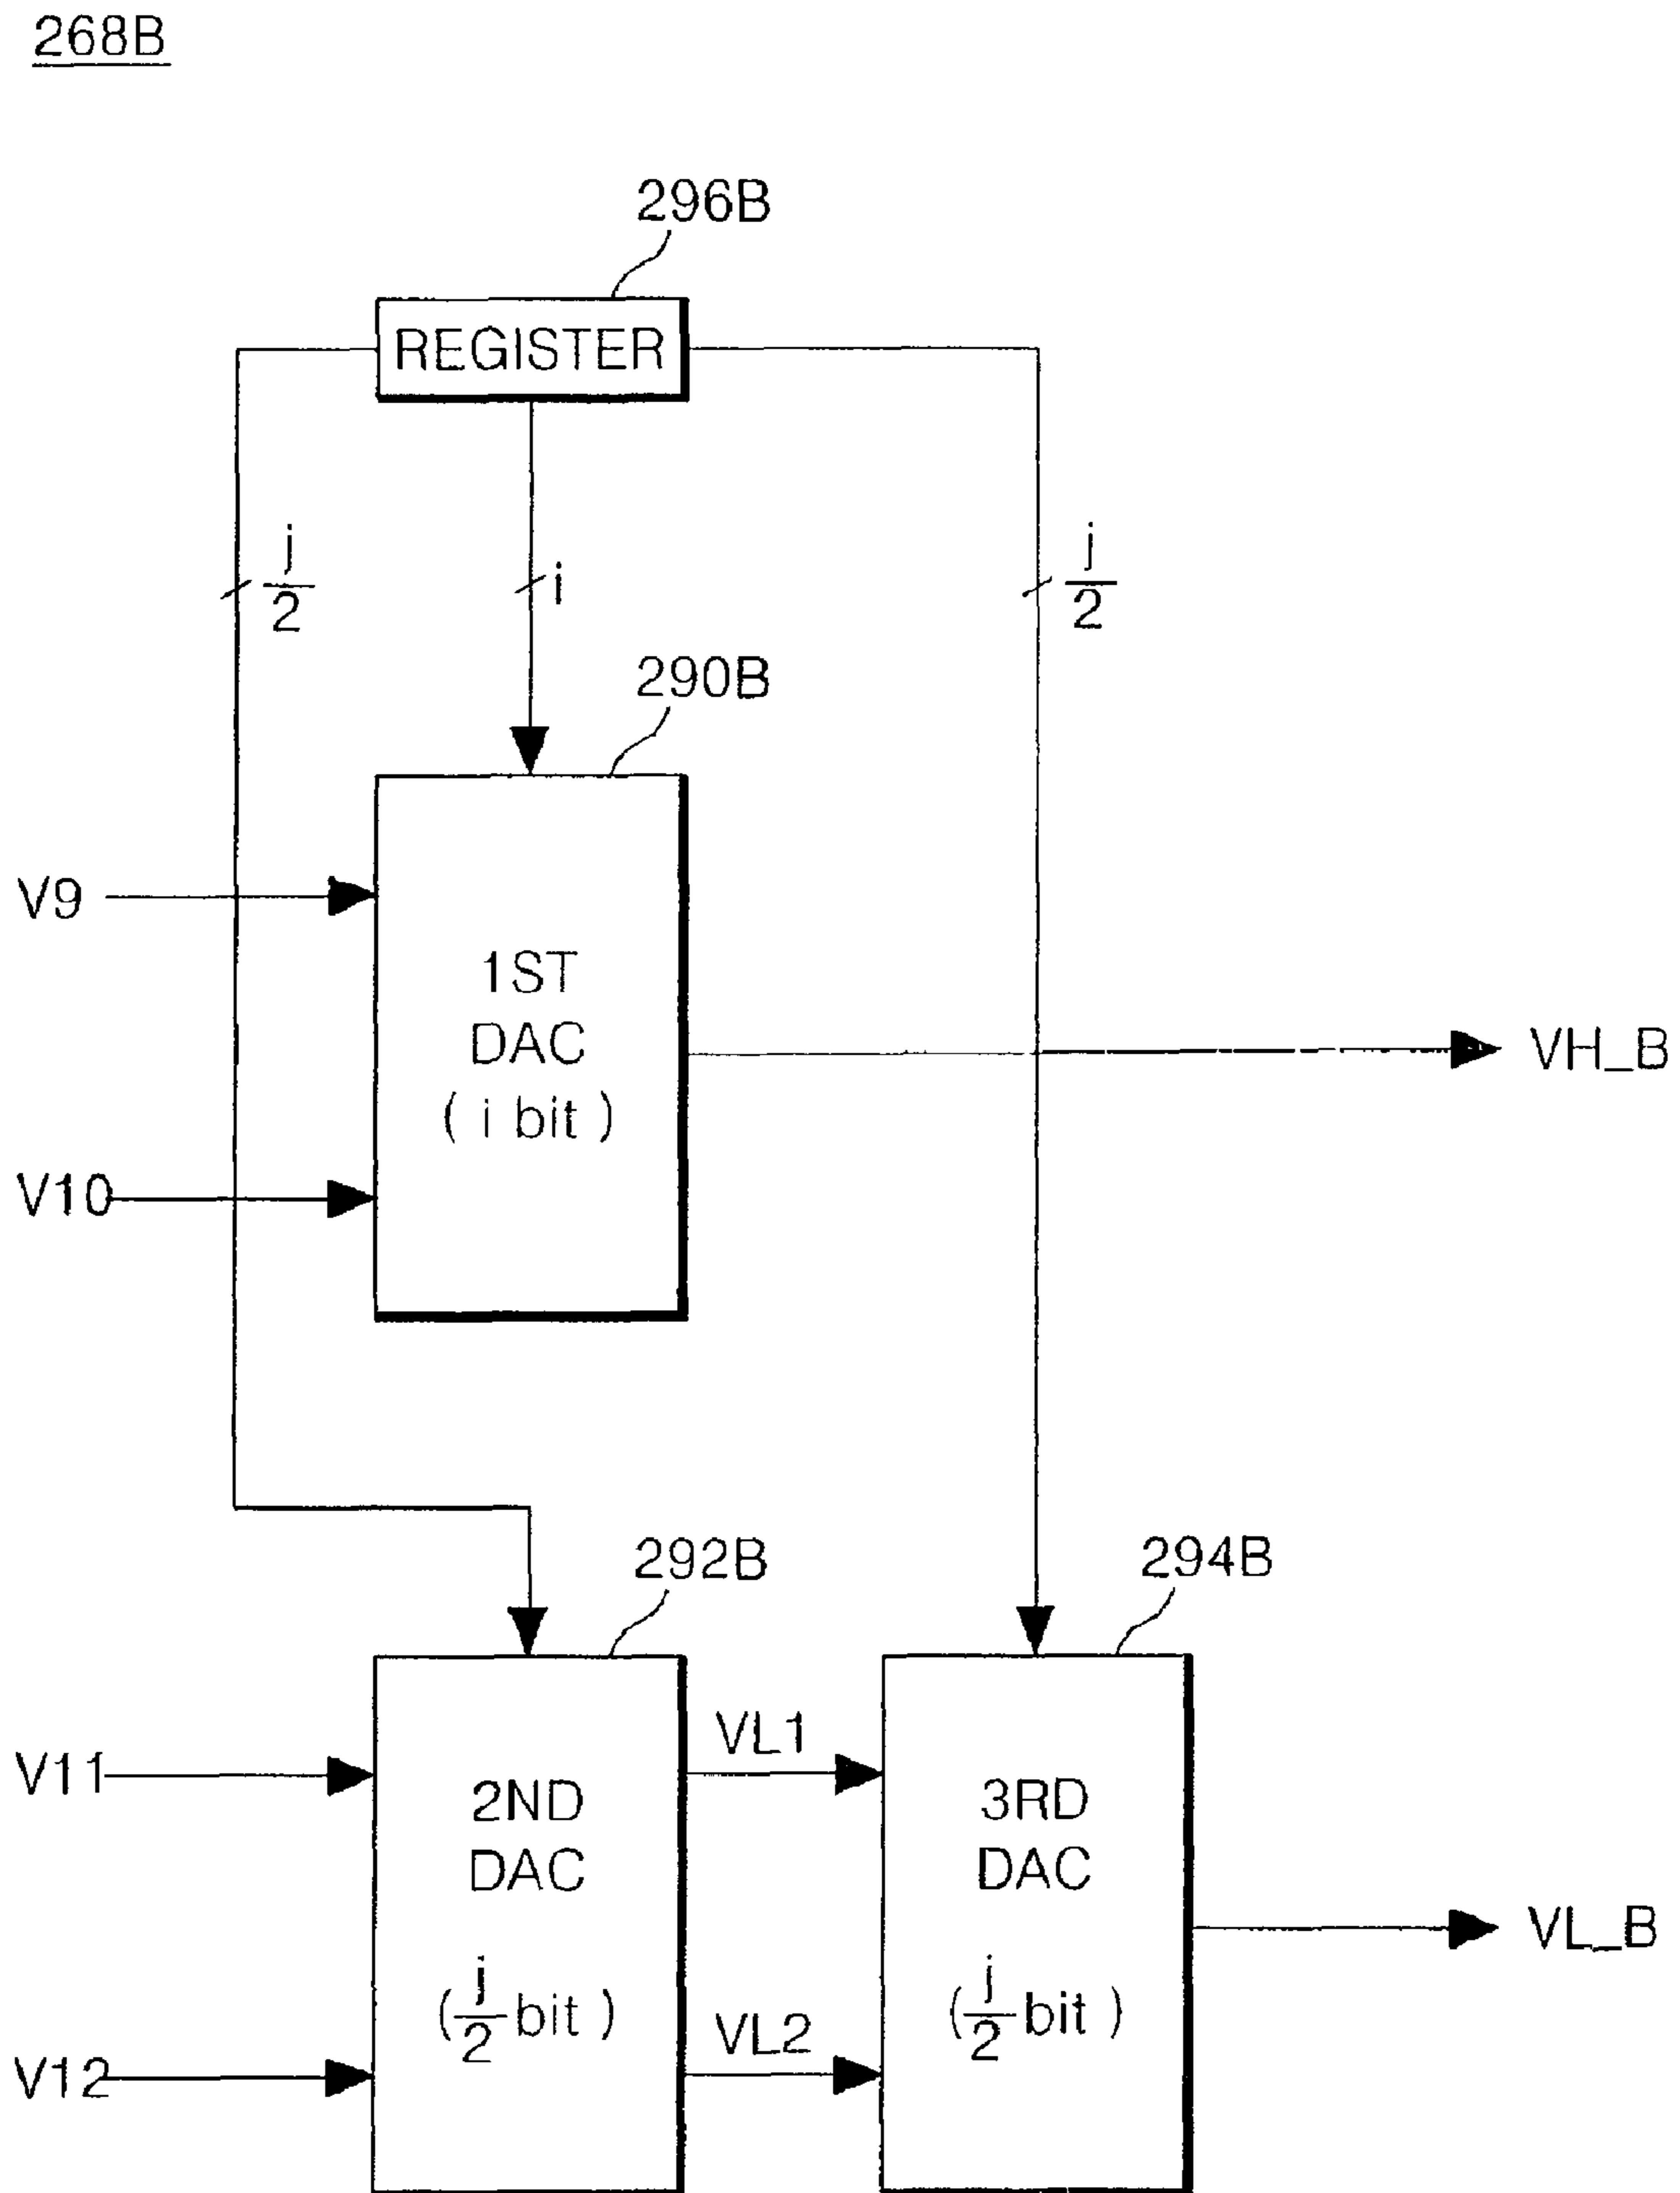 268B
296B
REGISTER
j/2
i
j/2
290B
V9
1ST
DAC
( i bit )
VH_B
V10
292B
294B
V11
VL1
2ND
DAC
(j/2 bit )
3RD
DAC
(j/2 bit )
VL_B
V12
VL2